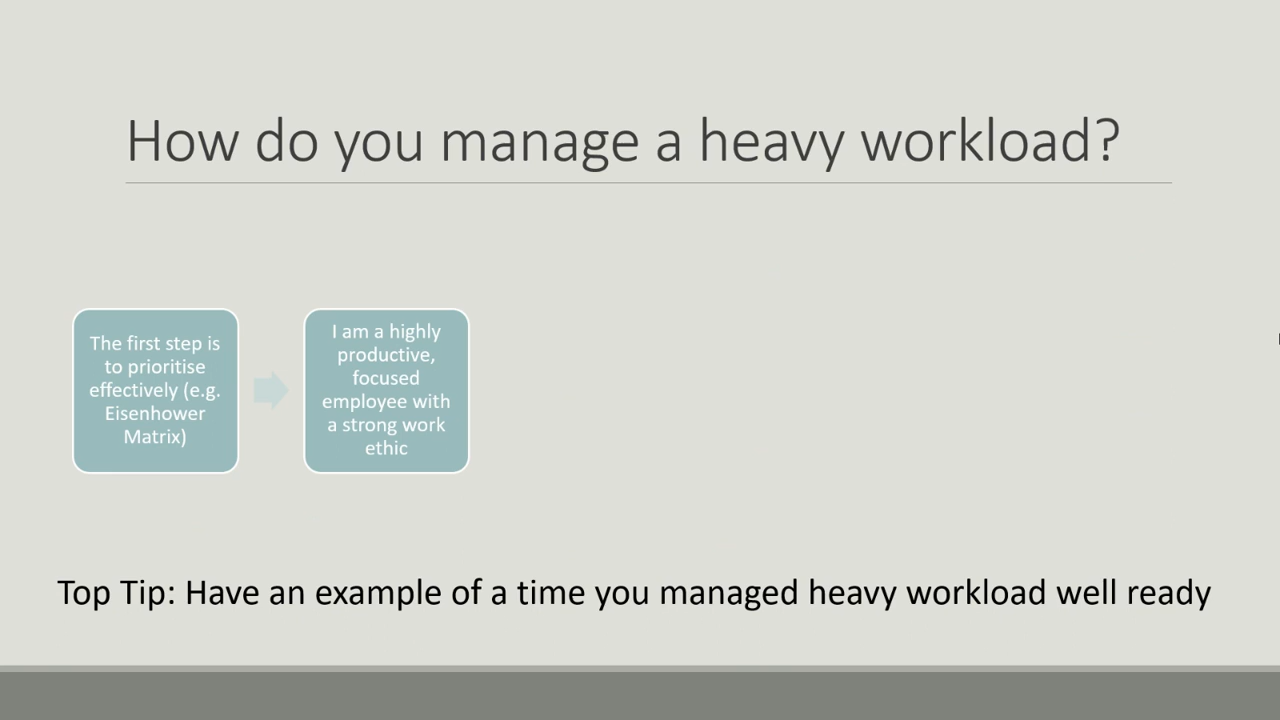 How do you manage a heavy workload?
The first step is
to prioritise
effectively (e.g.
Eisenhower
Matrix)
I am a highly
productive,
focused
employee with
a strong work
ethic
Top Tip: Have an example of a time you managed heavy workload well ready